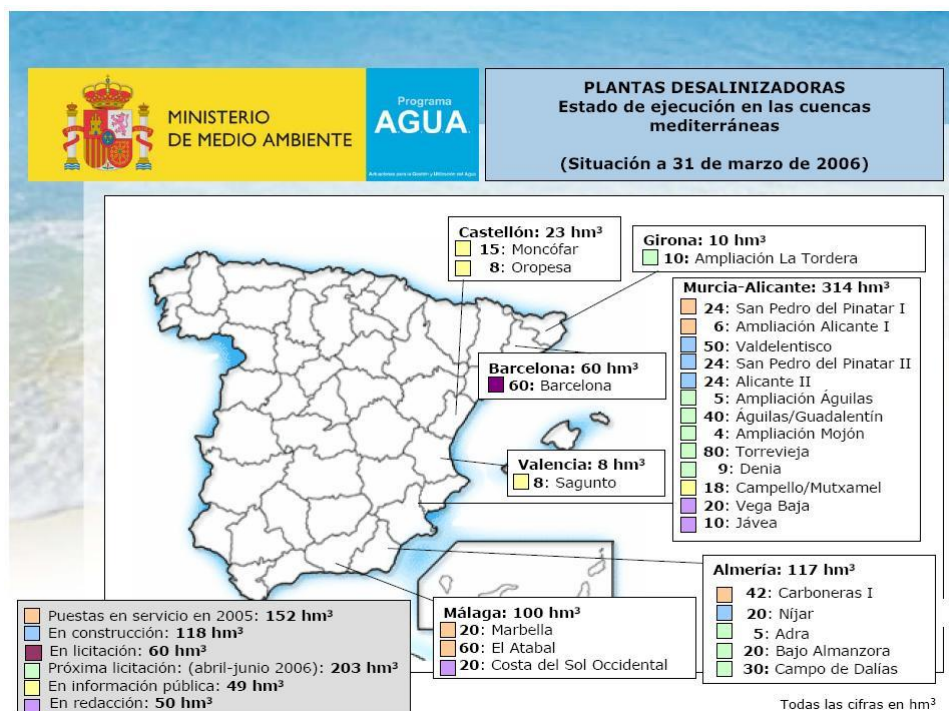 MINISTERIO
DE MEDIO AMBIENTE
Programa
AGUA
Actuaciones para la Gestión y Utilización del Agua
PLANTAS DESALINIZADORAS
Estado de ejecución en las cuencas
mediterráneas
(Situación a 31 de marzo de 2006)
Castellón: 23 hm³
15: Moncófar
8: Oropesa
Girona: 10 hm³
10: Ampliación La Tordera
Murcia-Alicante: 314 hm³
24: San Pedro del Pinatar I
6: Ampliación Alicante I
50: Valdelentisco
24: San Pedro del Pinatar II
24: Alicante II
5: Ampliación Águilas
40: Águilas/Guadalentín
4: Ampliación Mojón
80: Torrevieja
9: Denia
18: Campello/Mutxamel
20: Vega Baja
10: Jávea
Barcelona: 60 hm³
60: Barcelona
Valencia: 8 hm³
8: Sagunto
Almería: 117 hm³
42: Carboneras I
20: Níjar
5: Adra
20: Bajo Almanzora
30: Campo de Dalías
Málaga: 100 hm³
20: Marbella
60: El Atabal
20: Costa del Sol Occidental
Puestas en servicio en 2005: 152 hm³
En construcción: 118 hm³
En licitación: 60 hm³
Próxima licitación: (abril-junio 2006): 203 hm³
En información pública: 49 hm³
En redacción: 50 hm³
Todas las cifras en hm³